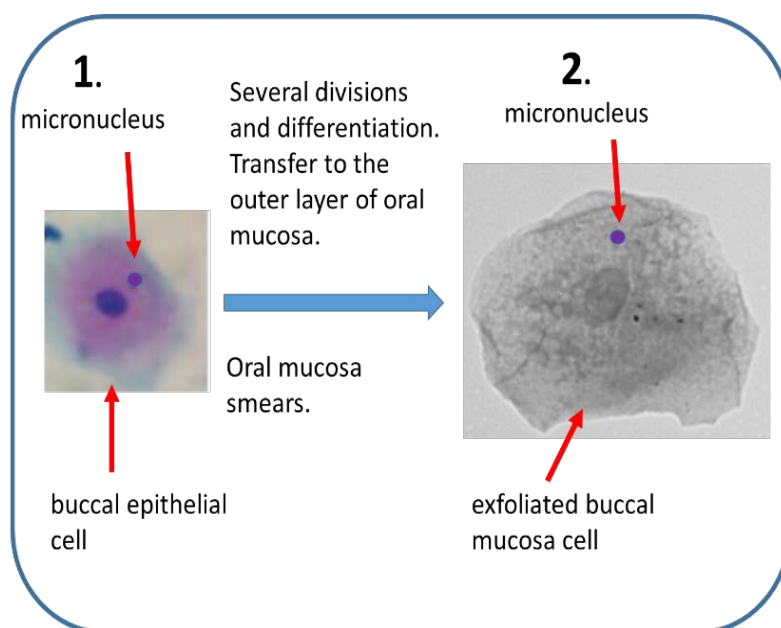 1.
micronucleus
Several divisions
and differentiation.
Transfer to the
outer layer of oral
mucosa.
Oral mucosa
smears.
buccal epithelial
cell
2.
micronucleus
exfoliated buccal
mucosa cell